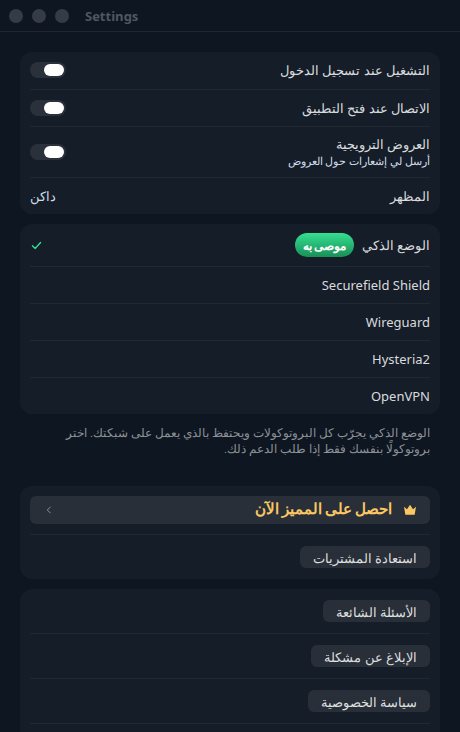 Settings
التشغيل عند تسجيل الدخول
الاتصال عند فتح التطبيق
العروض الترويجية
أرسل لي إشعارات حول العروض
المظهر داكن
الوضع الذكي موصى به
Securefield Shield
Wireguard
Hysteria2
OpenVPN
الوضع الذكي يجرّب كل البروتوكولات ويحتفظ بالذي يعمل على شبكتك. اختر
بروتوكولًا بنفسك فقط إذا طلب الدعم ذلك.
احصل على المميز الآن
استعادة المشتريات
الأسئلة الشائعة
الإبلاغ عن مشكلة
سياسة الخصوصية